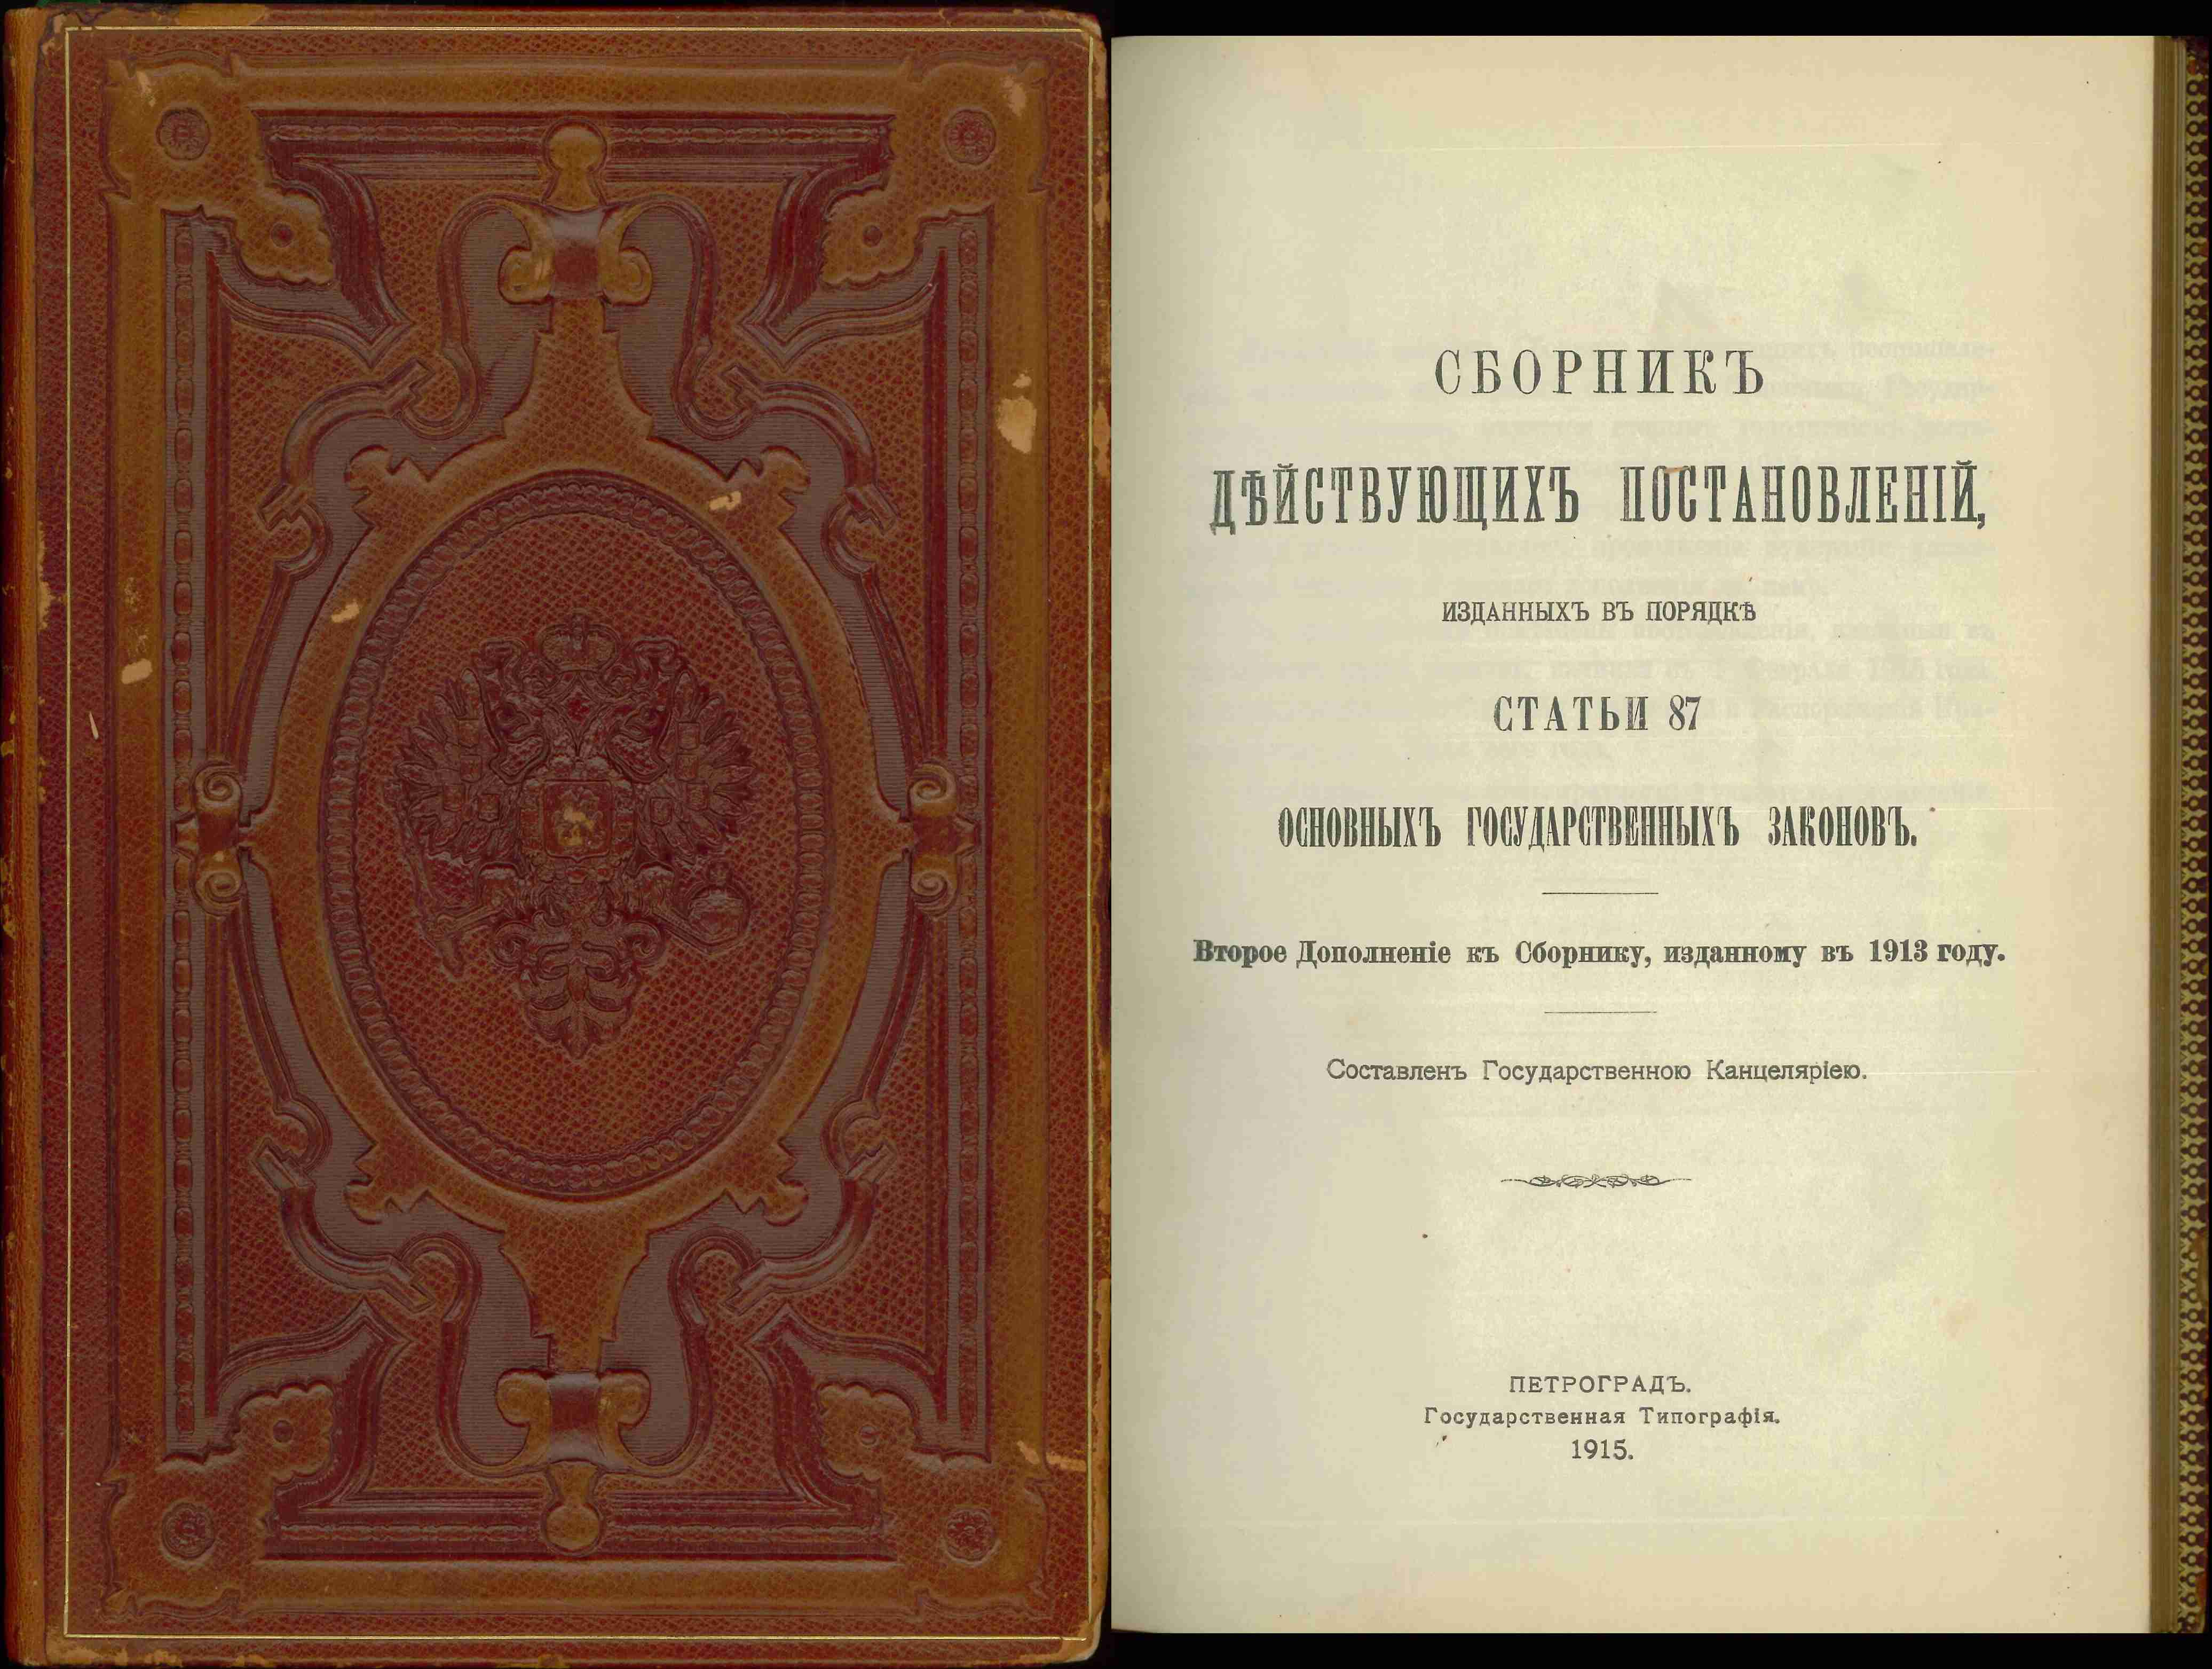 СБОРНИКЪ
ДѢЙСТВУЮЩИХЪ ПОСТАНОВЛЕНІЙ,
ИЗДАННЫХЪ ВЪ ПОРЯДКѢ
СТАТЬИ 87
ОСНОВНЫХЪ ГОСУДАРСТВЕННЫХЪ ЗАКОНОВЪ.
Второе Дополненіе къ Сборнику, изданному въ 1913 году.
Составленъ Государственною Канцеляріею.
ПЕТРОГРАДЪ.
Государственная Типографія.
1915.